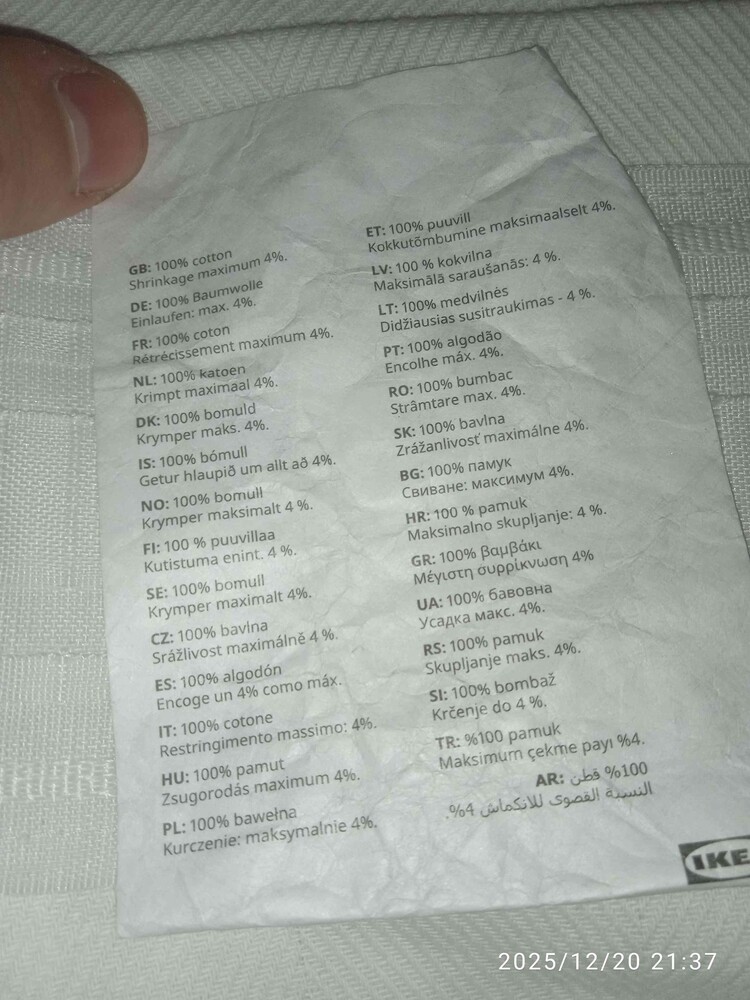 GB: 100% cotton
Shrinkage maximum 4%.
DE: 100% Baumwolle
Einlaufen: max. 4%.
FR: 100% coton
Rétrécissement maximum 4%.
NL: 100% katoen
Krimpt maximaal 4%.
DK: 100% bomuld
Krymper maks. 4%.
IS: 100% bómull
Getur hlaupið um allt að 4%.
NO: 100% bomull
Krymper maksimalt 4 %.
FI: 100 % puuvillaa
Kutistuma enint. 4 %.
SE: 100% bomull
Krymper maximalt 4%.
CZ: 100% bavlna
Srážlivost maximálně 4 %.
ES: 100% algodón
Encoge un 4% como máx.
IT: 100% cotone
Restringimento massimo: 4%.
HU: 100% pamut
Zsugorodás maximum 4%.
PL: 100% bawełna
Kurczenie: maksymalnie 4%.
ET: 100% puuvill
Kokkutõmbumine maksimaalselt 4%.
LV: 100 % kokvilna
Maksimālā saraušanās: 4 %.
LT: 100% medvilnės
Didžiausias susitraukimas - 4 %.
PT: 100% algodão
Encolhe máx. 4%.
RO: 100% bumbac
Strâmtare max. 4%.
SK: 100% bavlna
Zrážanlivosť maximálne 4%.
BG: 100% памук
Свиване: максимум 4%.
HR: 100 % pamuk
Maksimalno skupljanje: 4 %.
GR: 100% βαμβάκι
Μέγιστη συρρίκνωση 4%
UA: 100% бавовна
Усадка макс. 4%.
RS: 100% pamuk
Skupljanje maks. 4%.
SI: 100% bombaž
Krčenje do 4 %.
TR: %100 pamuk
Maksimum çekme payı %4.
AR: قطن %100
النسبة القصوى للانكماش 4%.
IKE
2025/12/20 21:37